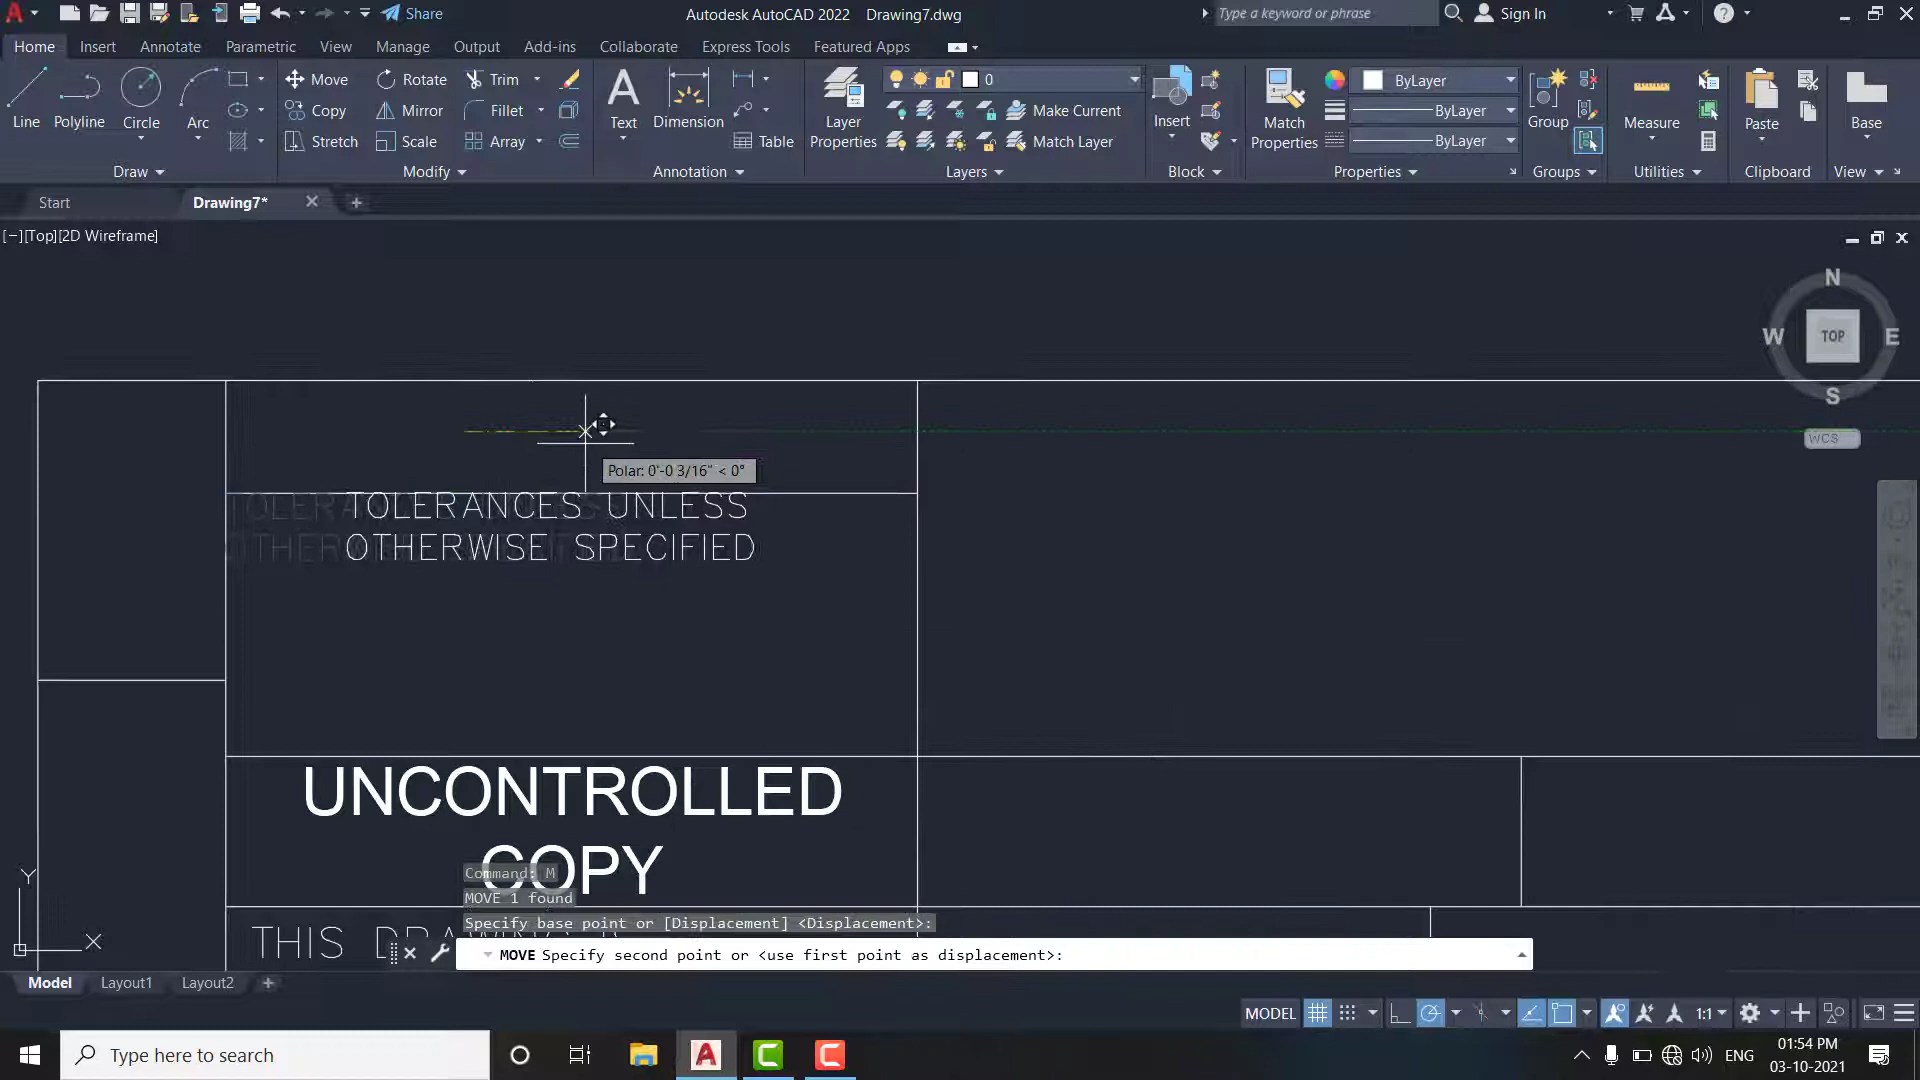 Share
Autodesk AutoCAD 2022 Drawing7.dwg
Type a keyword or phrase
Sign In
Home Insert Annotate Parametric View Manage Output Add-ins Collaborate Express Tools Featured Apps
Line Polyline Circle Arc
Move Rotate Trim
Copy Mirror Fillet
Stretch Scale Array
Text Dimension Table
Layer Properties
0
Make Current
Match Layer
Insert
Match Properties
ByLayer
ByLayer
ByLayer
Group Measure Paste Base
Draw Modify Annotation Layers Block Properties Groups Utilities Clipboard View
Start Drawing7*
[−][Top][2D Wireframe]
N
W TOP E
S
WCS
Polar: 0'-0 3/16" < 0°
TOLERANCES UNLESS
OTHERWISE SPECIFIED
UNCONTROLLED
COPY
Y
X
Command: M
MOVE 1 found
Specify base point or [Displacement] <Displacement>:
THIS
MOVE Specify second point or <use first point as displacement>:
Model Layout1 Layout2
MODEL 1:1
Type here to search
ENG
01:54 PM
03-10-2021